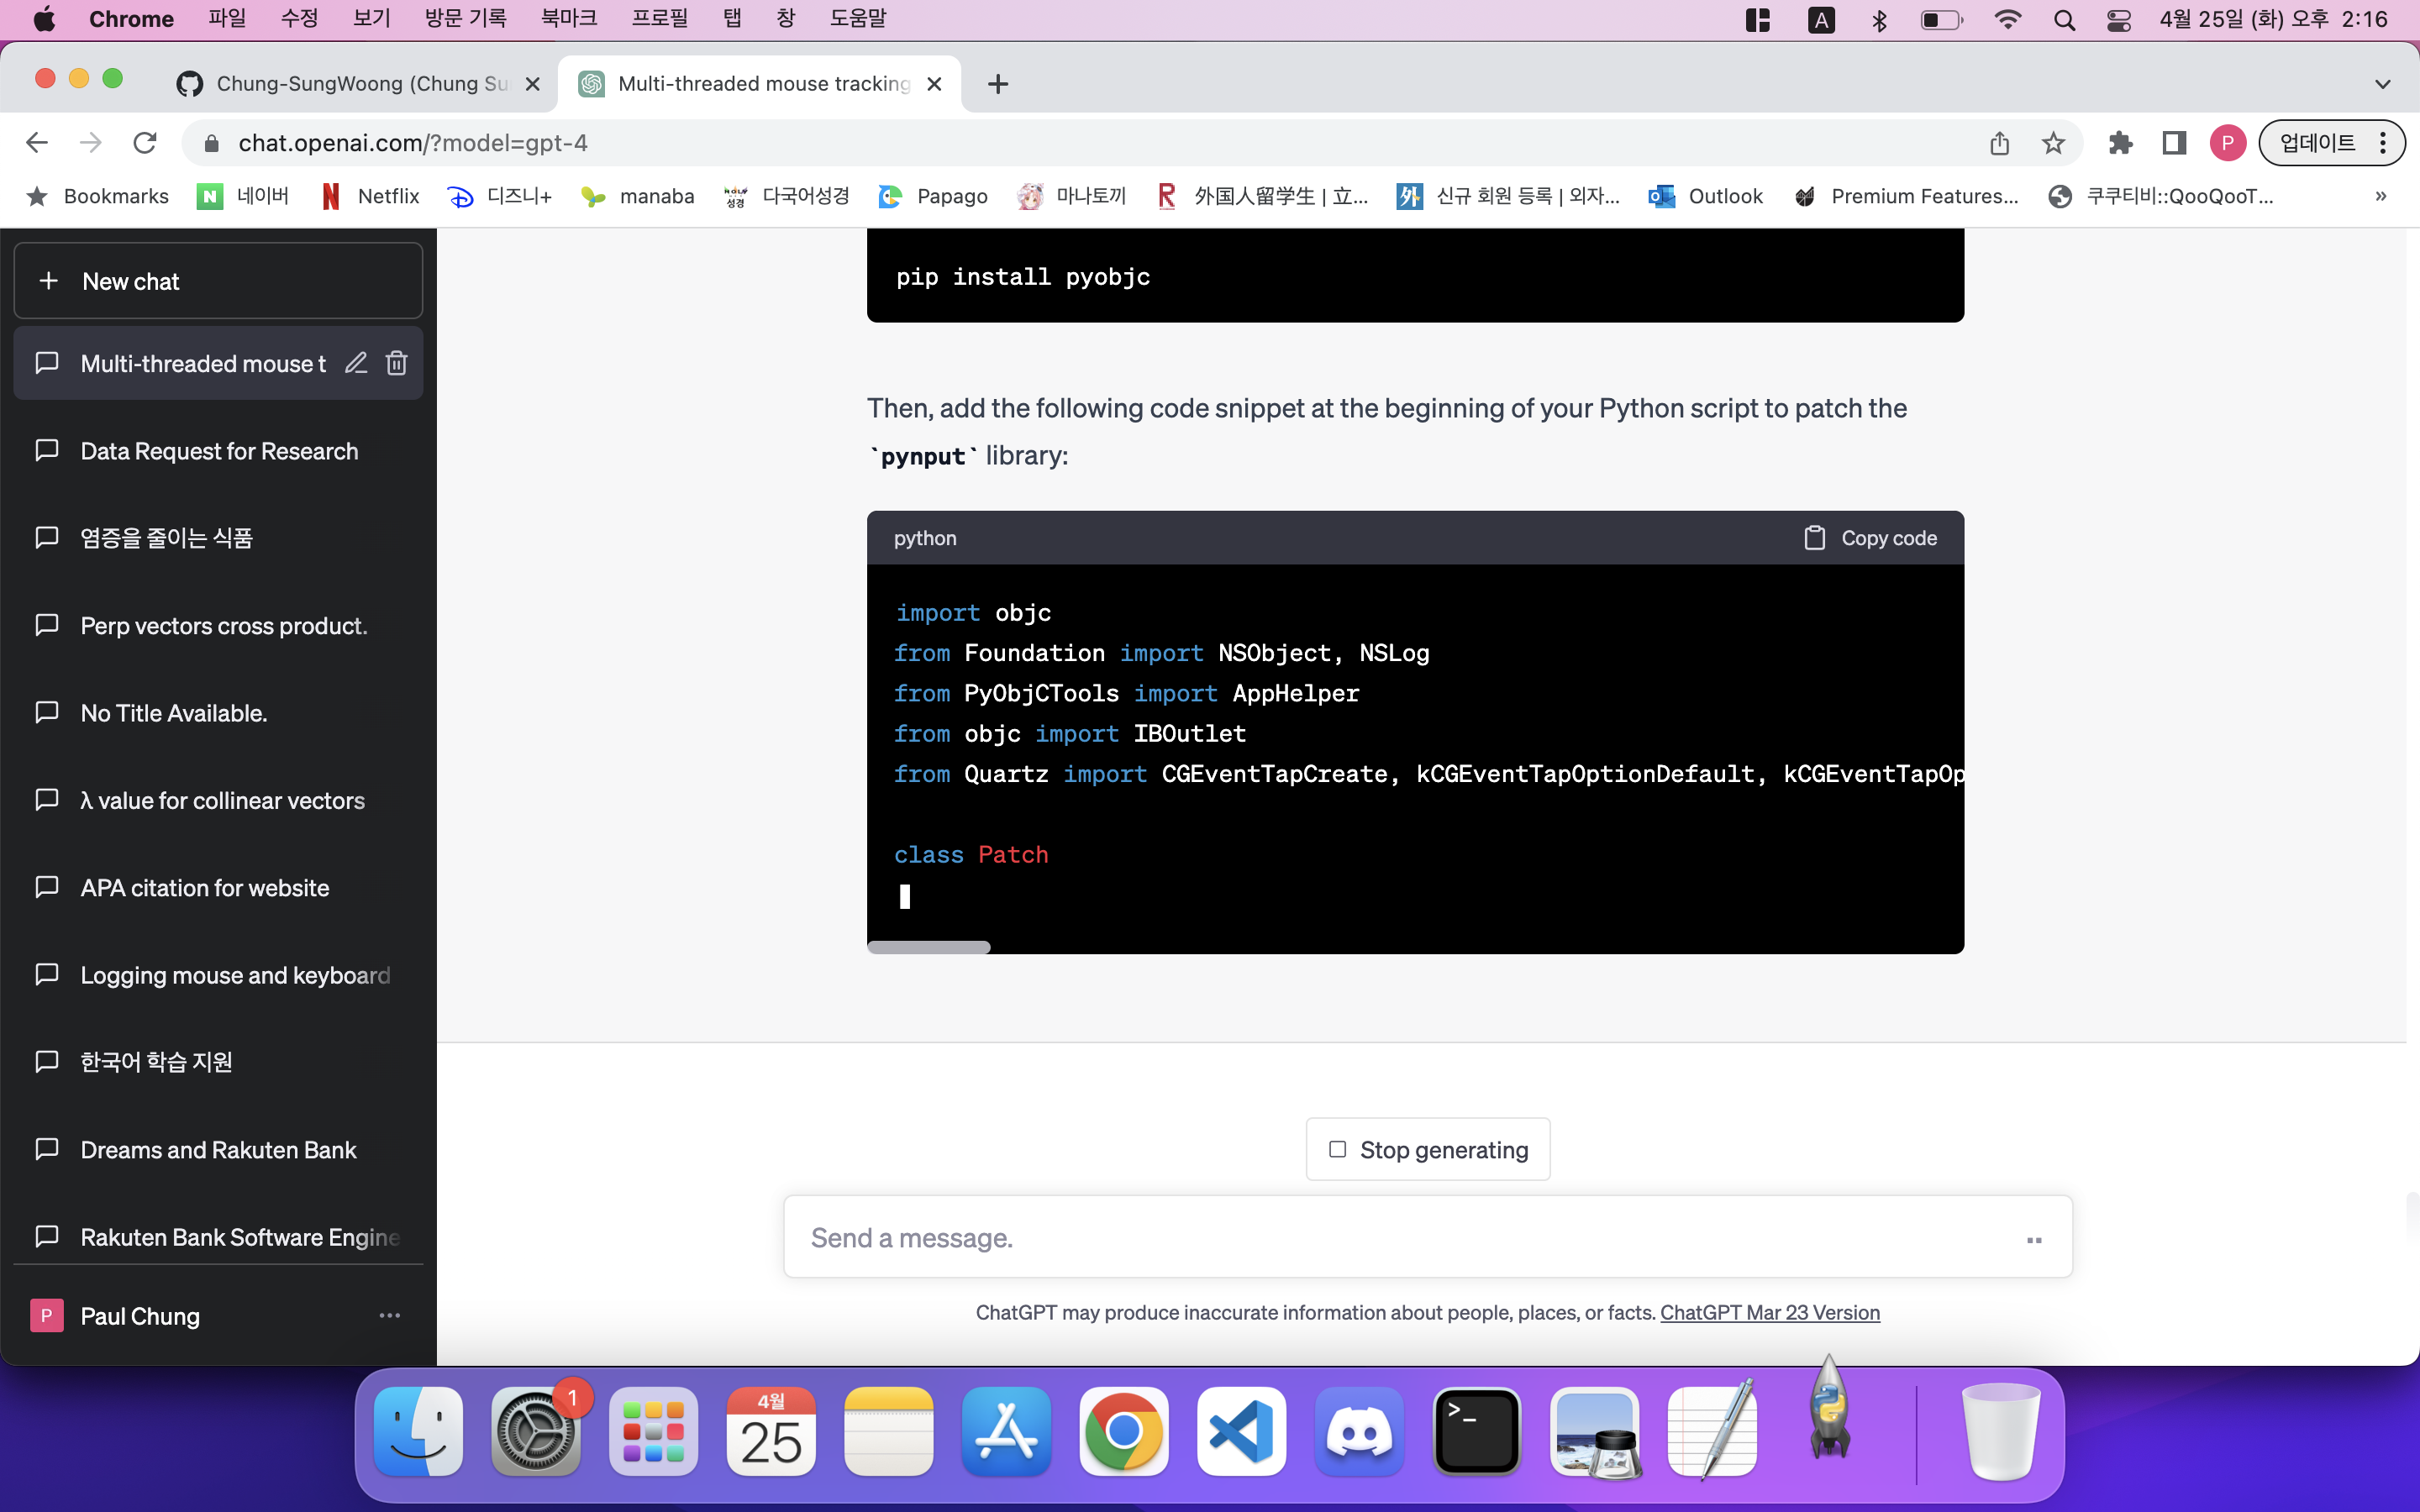 Chrome 파일 수정 보기 방문 기록 북마크 프로필 탭 창 도움말 A 4월 25일 (화) 오후 2:16
Chung-SungWoong (Chung Su
Multi-threaded mouse tracking
chat.openai.com/?model=gpt-4
P
업데이트
Bookmarks 네이버 Netflix 디즈니+ manaba 다국어성경 Papago 마나토끼 外国人留学生 | 立... 신규 회원 등록 | 외자... Outlook Premium Features... 쿠쿠티비::QooQooT... »
New chat
Multi-threaded mouse t
Data Request for Research
염증을 줄이는 식품
Perp vectors cross product.
No Title Available.
λ value for collinear vectors
APA citation for website
Logging mouse and keyboard
한국어 학습 지원
Dreams and Rakuten Bank
Rakuten Bank Software Engine
P Paul Chung
pip install pyobjc
Then, add the following code snippet at the beginning of your Python script to patch the
`pynput` library:
python
Copy code
import objc
from Foundation import NSObject, NSLog
from PyObjCTools import AppHelper
from objc import IBOutlet
from Quartz import CGEventTapCreate, kCGEventTapOptionDefault, kCGEventTapOp
class Patch
Stop generating
Send a message.
ChatGPT may produce inaccurate information about people, places, or facts. ChatGPT Mar 23 Version
1
4월
25